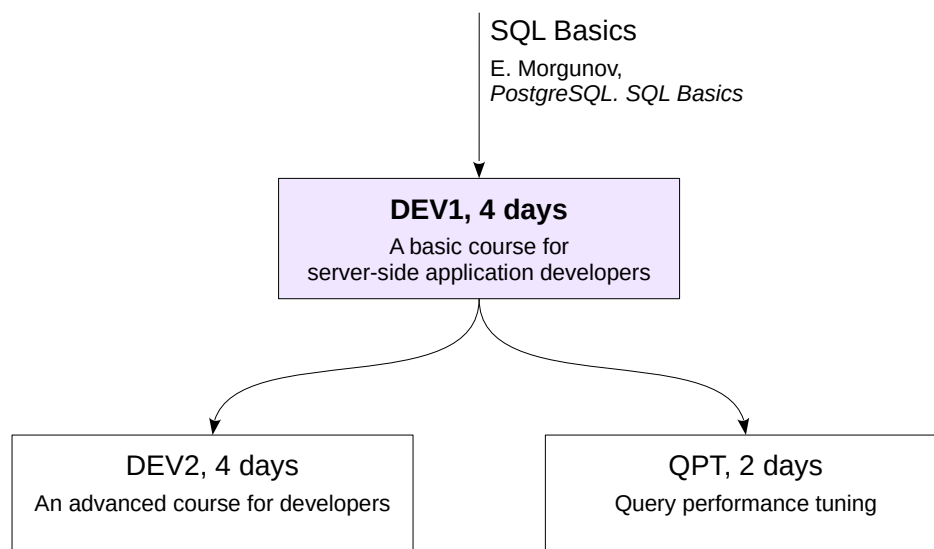 SQL Basics
E. Morgunov,
PostgreSQL. SQL Basics
DEV1, 4 days
A basic course for
server-side application developers
DEV2, 4 days
An advanced course for developers
QPT, 2 days
Query performance tuning